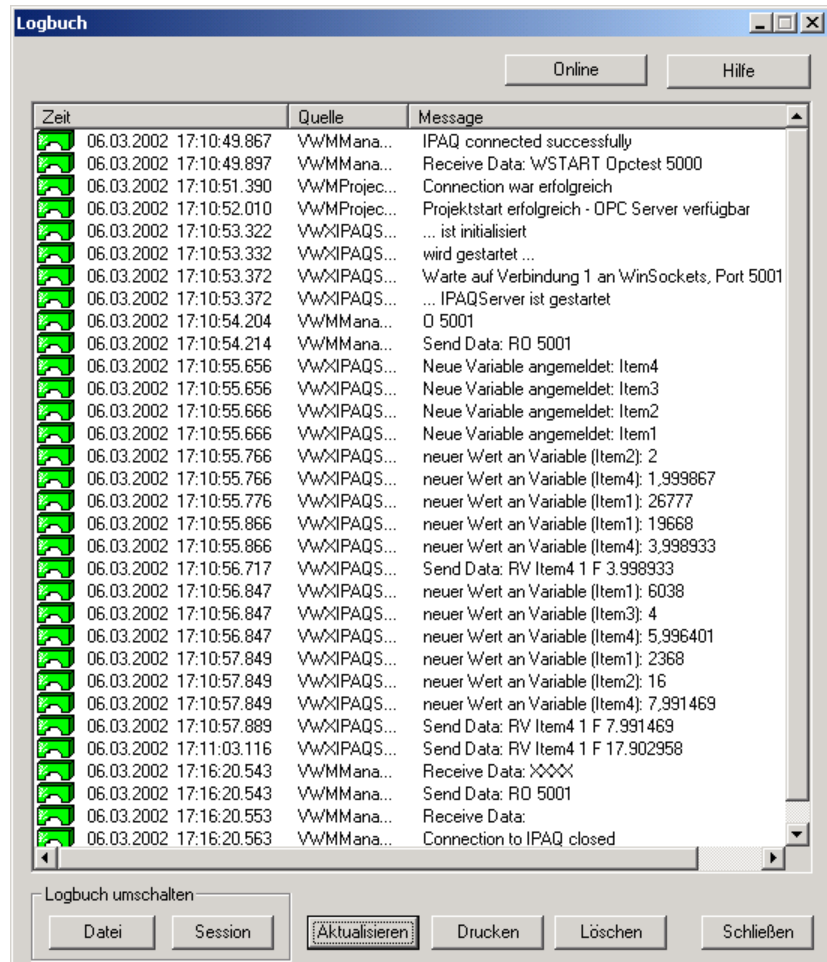 Logbuch
Online
Hilfe
Zeit Quelle Message
06.03.2002 17:10:49.867 VWMMana... IPAQ connected successfully
06.03.2002 17:10:49.897 VWMMana... Receive Data: WSTART Opctest 5000
06.03.2002 17:10:51.390 VWMProjec... Connection war erfolgreich
06.03.2002 17:10:52.010 VWMProjec... Projektstart erfolgreich - OPC Server verfügbar
06.03.2002 17:10:53.322 VWXIPAQS... ... ist initialisiert
06.03.2002 17:10:53.332 VWXIPAQS... wird gestartet ...
06.03.2002 17:10:53.372 VWXIPAQS... Warte auf Verbindung 1 an WinSockets, Port 5001
06.03.2002 17:10:53.372 VWXIPAQS... ... IPAQServer ist gestartet
06.03.2002 17:10:54.204 VWMMana... O 5001
06.03.2002 17:10:54.214 VWMMana... Send Data: RO 5001
06.03.2002 17:10:55.656 VWXIPAQS... Neue Variable angemeldet: Item4
06.03.2002 17:10:55.656 VWXIPAQS... Neue Variable angemeldet: Item3
06.03.2002 17:10:55.666 VWXIPAQS... Neue Variable angemeldet: Item2
06.03.2002 17:10:55.666 VWXIPAQS... Neue Variable angemeldet: Item1
06.03.2002 17:10:55.766 VWXIPAQS... neuer Wert an Variable (Item2): 2
06.03.2002 17:10:55.766 VWXIPAQS... neuer Wert an Variable (Item4): 1,999867
06.03.2002 17:10:55.776 VWXIPAQS... neuer Wert an Variable (Item1): 26777
06.03.2002 17:10:55.866 VWXIPAQS... neuer Wert an Variable (Item1): 19668
06.03.2002 17:10:55.866 VWXIPAQS... neuer Wert an Variable (Item4): 3,998933
06.03.2002 17:10:56.717 VWXIPAQS... Send Data: RV Item4 1 F 3.998933
06.03.2002 17:10:56.847 VWXIPAQS... neuer Wert an Variable (Item1): 6038
06.03.2002 17:10:56.847 VWXIPAQS... neuer Wert an Variable (Item3): 4
06.03.2002 17:10:56.847 VWXIPAQS... neuer Wert an Variable (Item4): 5,996401
06.03.2002 17:10:57.849 VWXIPAQS... neuer Wert an Variable (Item1): 2368
06.03.2002 17:10:57.849 VWXIPAQS... neuer Wert an Variable (Item2): 16
06.03.2002 17:10:57.849 VWXIPAQS... neuer Wert an Variable (Item4): 7,991469
06.03.2002 17:10:57.889 VWXIPAQS... Send Data: RV Item4 1 F 7.991469
06.03.2002 17:11:03.116 VWXIPAQS... Send Data: RV Item4 1 F 17.902958
06.03.2002 17:16:20.543 VWMMana... Receive Data: XXXX
06.03.2002 17:16:20.543 VWMMana... Send Data: RO 5001
06.03.2002 17:16:20.553 VWMMana... Receive Data:
06.03.2002 17:16:20.563 VWMMana... Connection to IPAQ closed
Logbuch umschalten
Datei Session Aktualisieren Drucken Löschen Schließen